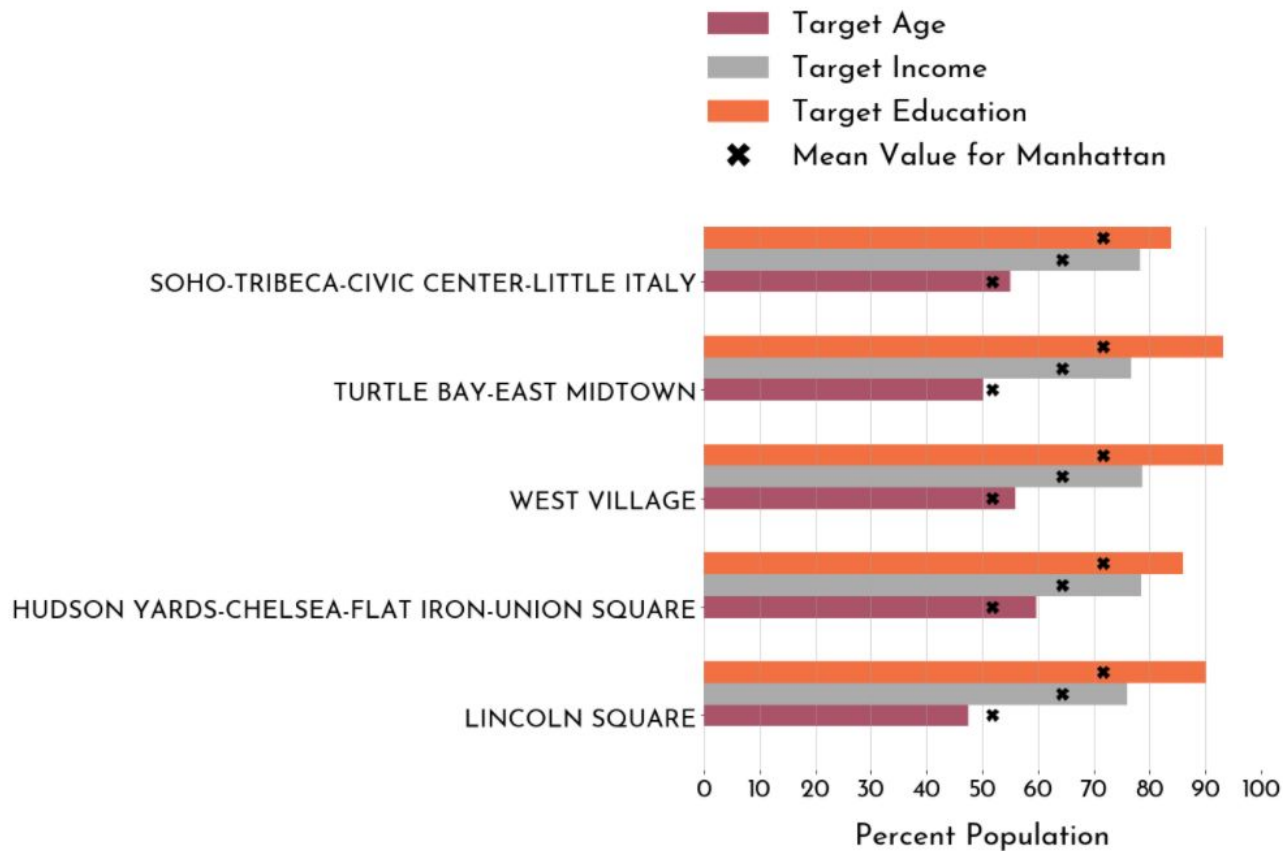 Target Age
Target Income
Target Education
Mean Value for Manhattan
SOHO-TRIBECA-CIVIC CENTER-LITTLE ITALY
TURTLE BAY-EAST MIDTOWN
WEST VILLAGE
HUDSON YARDS-CHELSEA-FLAT IRON-UNION SQUARE
LINCOLN SQUARE
0 10 20 30 40 50 60 70 80 90 100
Percent Population